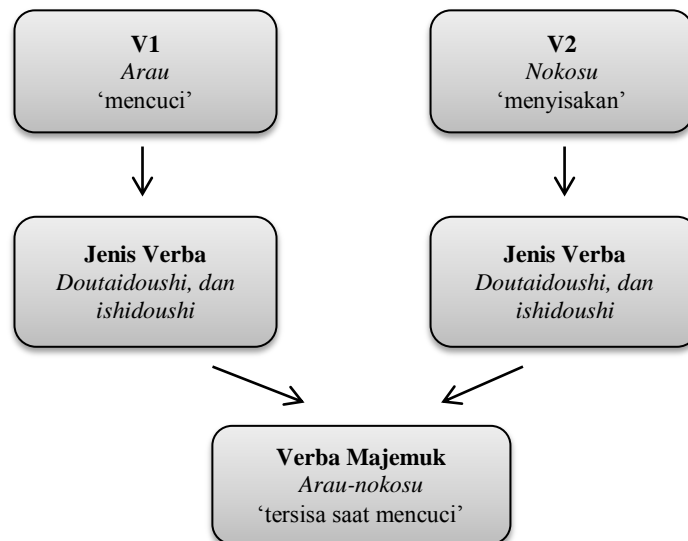 V1
Arau
‘mencuci’
V2
Nokosu
‘menyisakan’
Jenis Verba
Doutaidoushi, dan
ishidoushi
Jenis Verba
Doutaidoushi, dan
ishidoushi
Verba Majemuk
Arau-nokosu
‘tersisa saat mencuci’